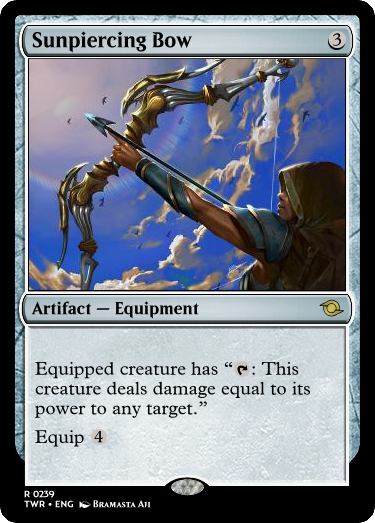 Sunpiercing Bow 3
Artifact — Equipment
Equipped creature has “: This
creature deals damage equal to its
power to any target.”
Equip 4
R 0239
TWR • ENG Bramasta Aji